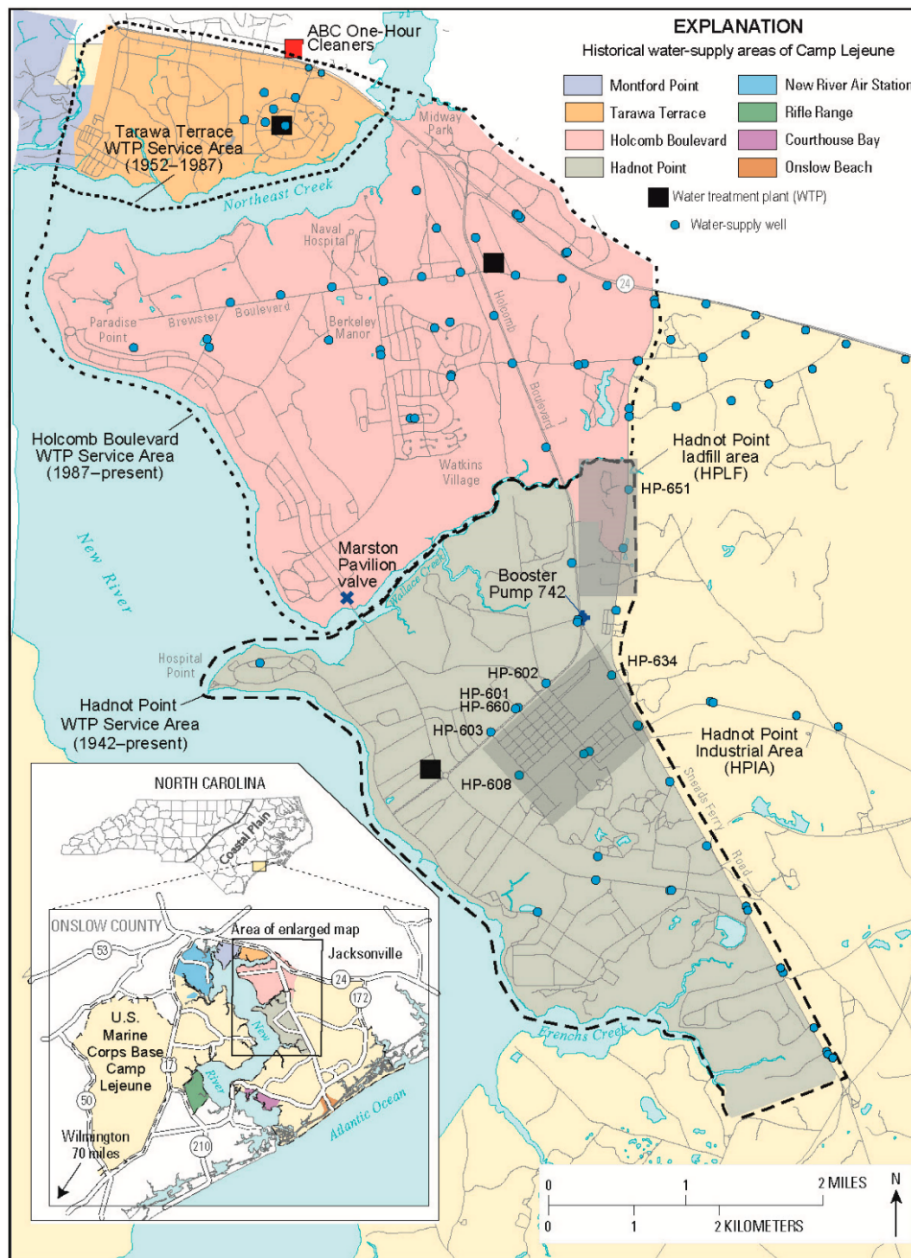 ABC One-Hour
Cleaners
EXPLANATION
Historical water-supply areas of Camp Lejeune
Montford Point
Tarawa Terrace
Holcomb Boulevard
Hadnot Point
New River Air Station
Rifle Range
Courthouse Bay
Onslow Beach
Water treatment plant (WTP)
Water-supply well
Tarawa Terrace
WTP Service Area
(1952–1987)
Midway
Park
Northeast Creek
Naval
Hospital
24
Holcomb
Boulevard
Paradise
Point
Brewster Boulevard
Berkeley
Manor
Holcomb Boulevard
WTP Service Area
(1987–present)
Watkins
Village
Hadnot Point
ladfill area
(HPLF)
HP-651
New River
Marston
Pavilion
valve
Wallace Creek
Booster
Pump 742
Hospital
Point
HP-602
HP-634
HP-601
HP-660
HP-603
HP-608
Hadnot Point
WTP Service Area
(1942–present)
Hadnot Point
Industrial Area
(HPIA)
Sneads Ferry
Road
NORTH CAROLINA
Coastal Plain
ONSLOW COUNTY
Area of enlarged map
Jacksonville
53
24
172
U.S.
Marine
Corps Base
Camp
Lejeune
17
New
River
50
210
Wilmington
70 miles
Atlantic Ocean
Frenchs Creek
0 1 2 MILES
0 1 2 KILOMETERS
N